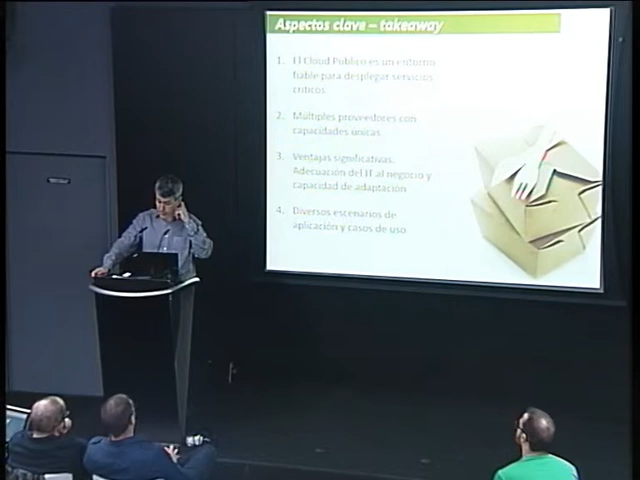 Aspectos clave – takeaway
1. El Cloud Público es un entorno
fiable para desplegar servicios
críticos
2. Múltiples proveedores con
capacidades únicas
3. Ventajas significativas.
Adecuación del IT al negocio y
capacidad de adaptación
4. Diversos escenarios de
aplicación y casos de uso